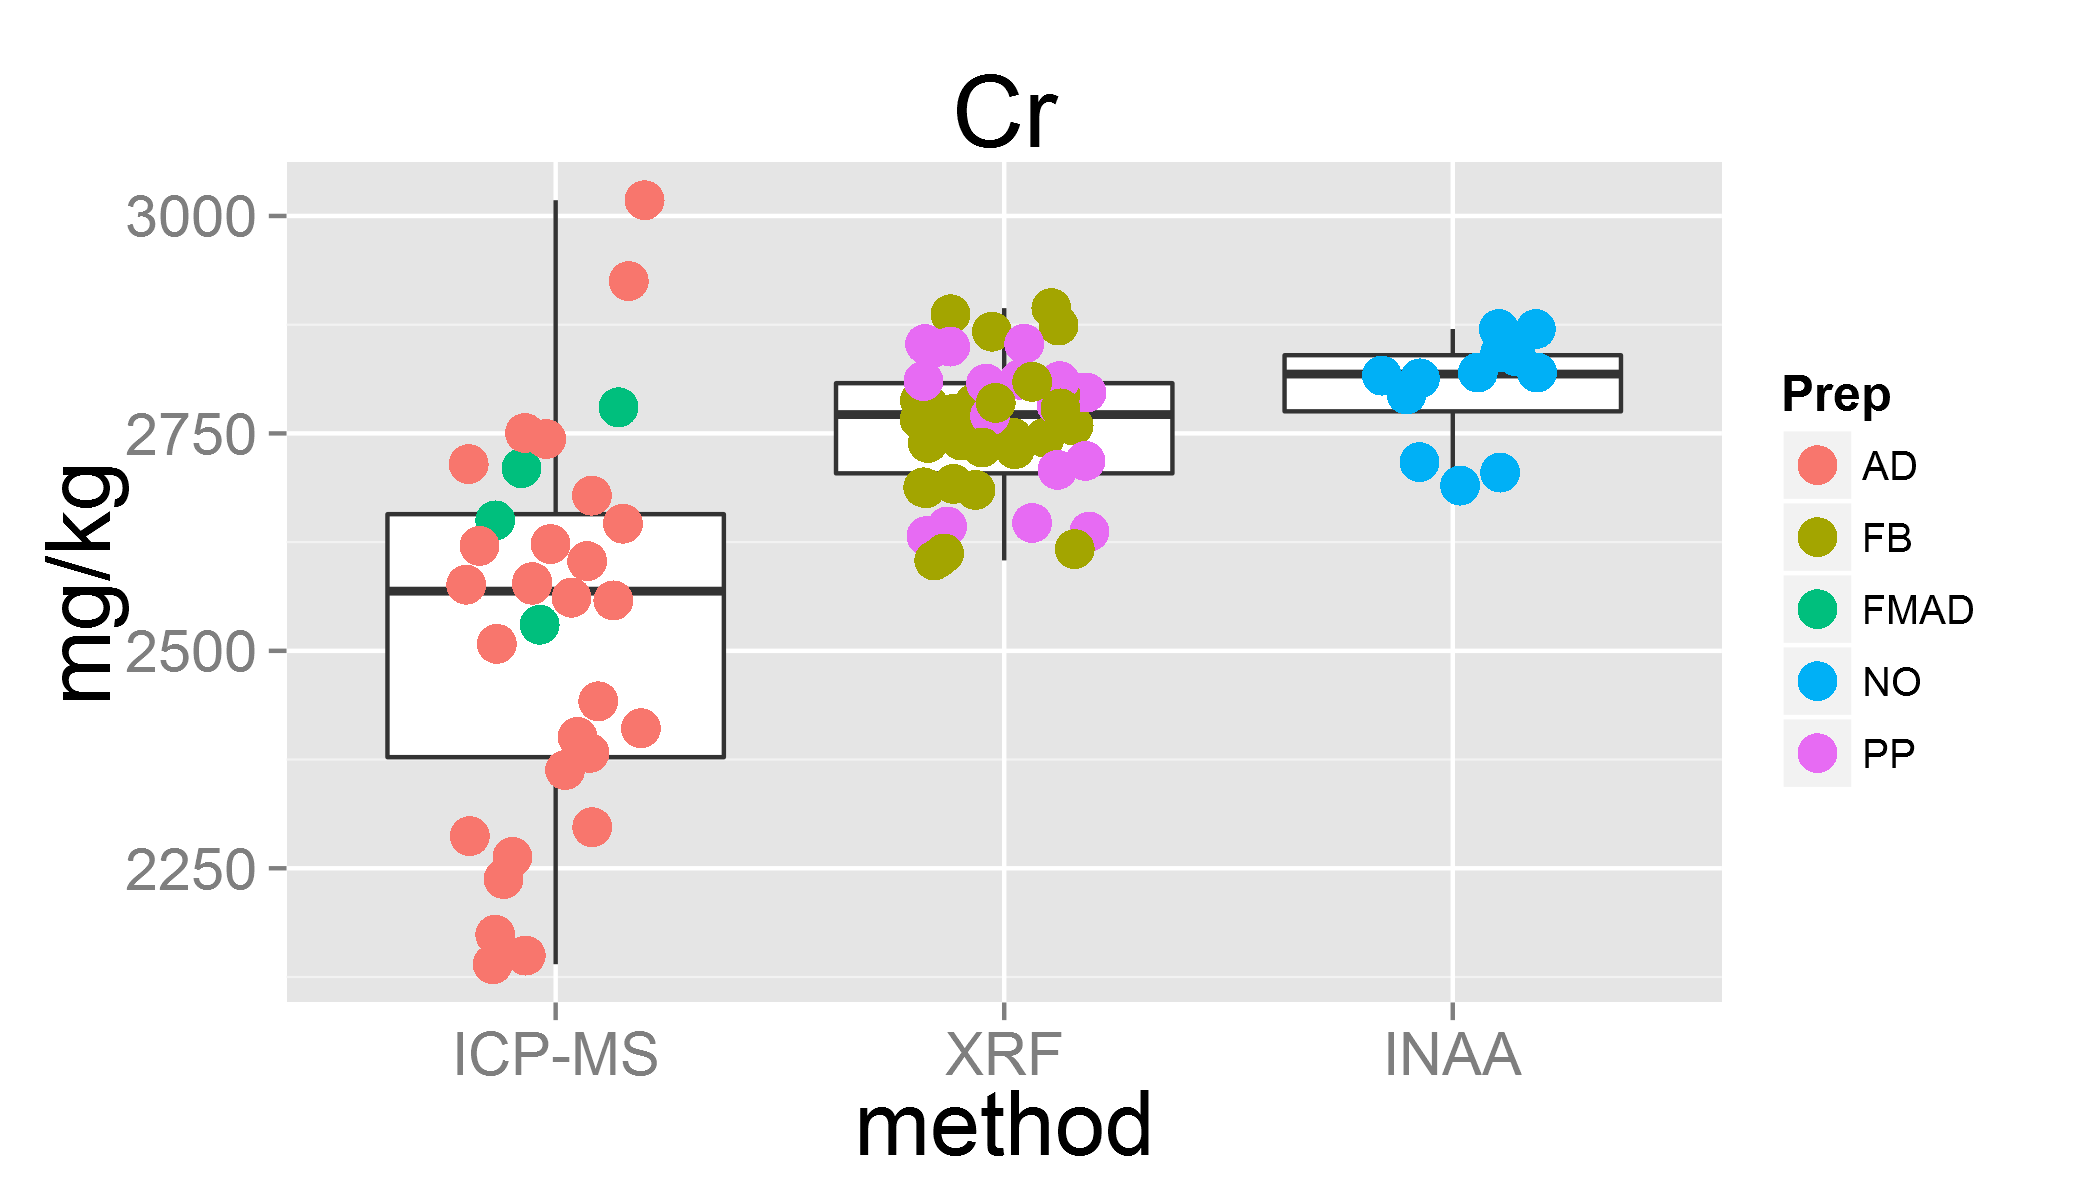 Cr
mg/kg
3000
2750
2500
2250
ICP-MS
XRF
INAA
method
Prep
AD
FB
FMAD
NO
PP